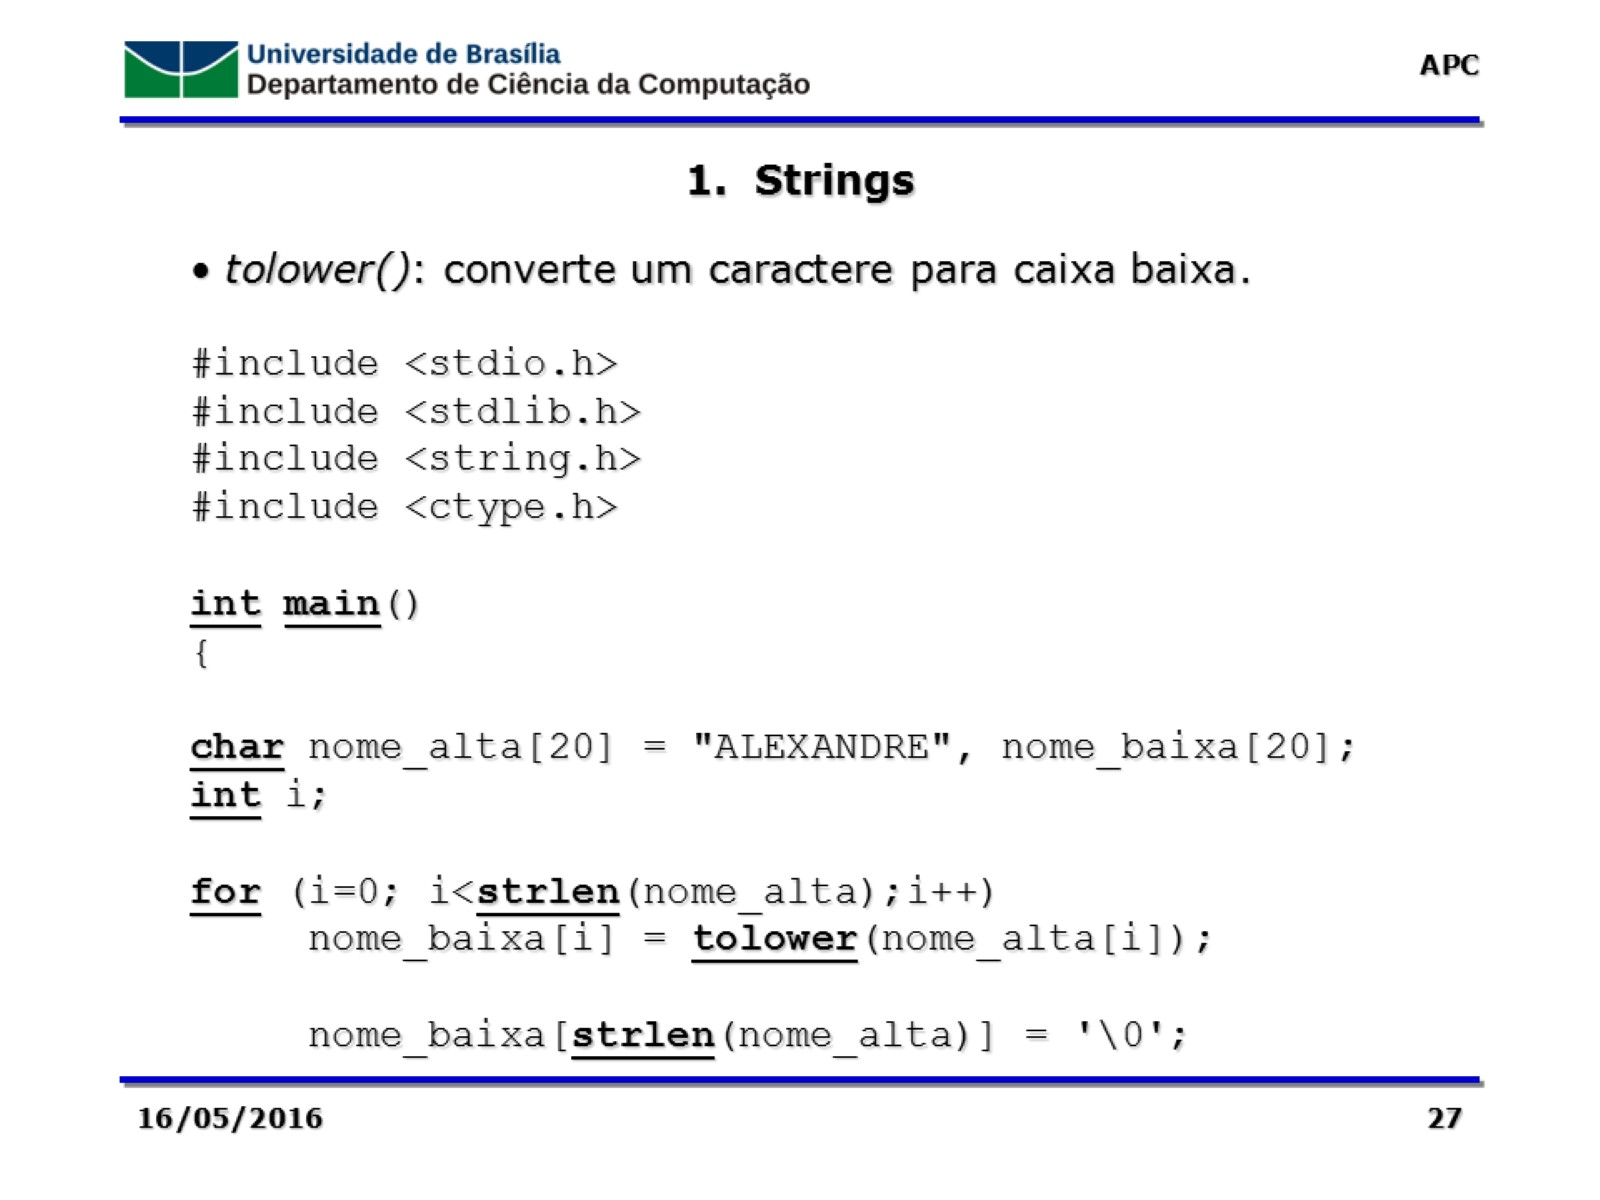 Universidade de Brasília
Departamento de Ciência da Computação
APC
1. Strings
• tolower(): converte um caractere para caixa baixa.
#include <stdio.h>
#include <stdlib.h>
#include <string.h>
#include <ctype.h>
int main()
{
char nome_alta[20] = "ALEXANDRE", nome_baixa[20];
int i;
for (i=0; i<strlen(nome_alta);i++)
nome_baixa[i] = tolower(nome_alta[i]);
nome_baixa[strlen(nome_alta)] = '\0';
16/05/2016
27